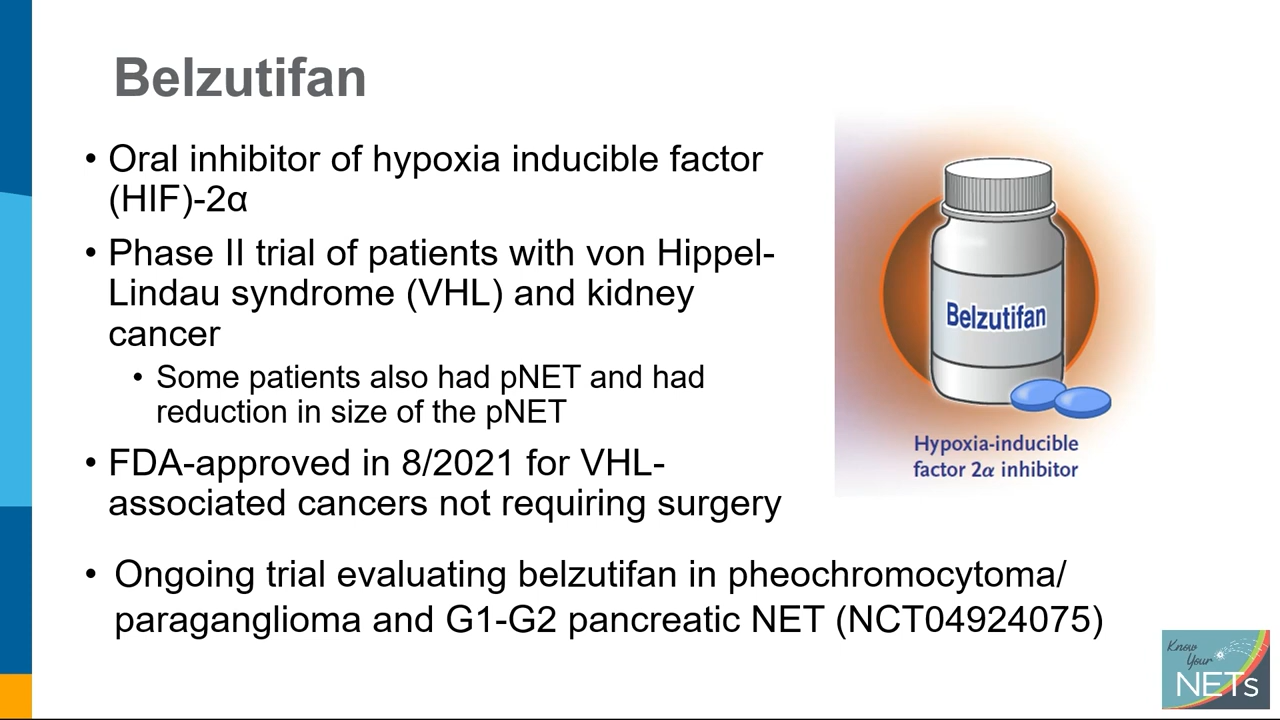 Belzutifan
• Oral inhibitor of hypoxia inducible factor
(HIF)-2α
• Phase II trial of patients with von Hippel-
Lindau syndrome (VHL) and kidney
cancer
• Some patients also had pNET and had
reduction in size of the pNET
• FDA-approved in 8/2021 for VHL-
associated cancers not requiring surgery
• Ongoing trial evaluating belzutifan in pheochromocytoma/
paraganglioma and G1-G2 pancreatic NET (NCT04924075)
Belzutifan
Hypoxia-inducible
factor 2α inhibitor
Know
Your
NETs